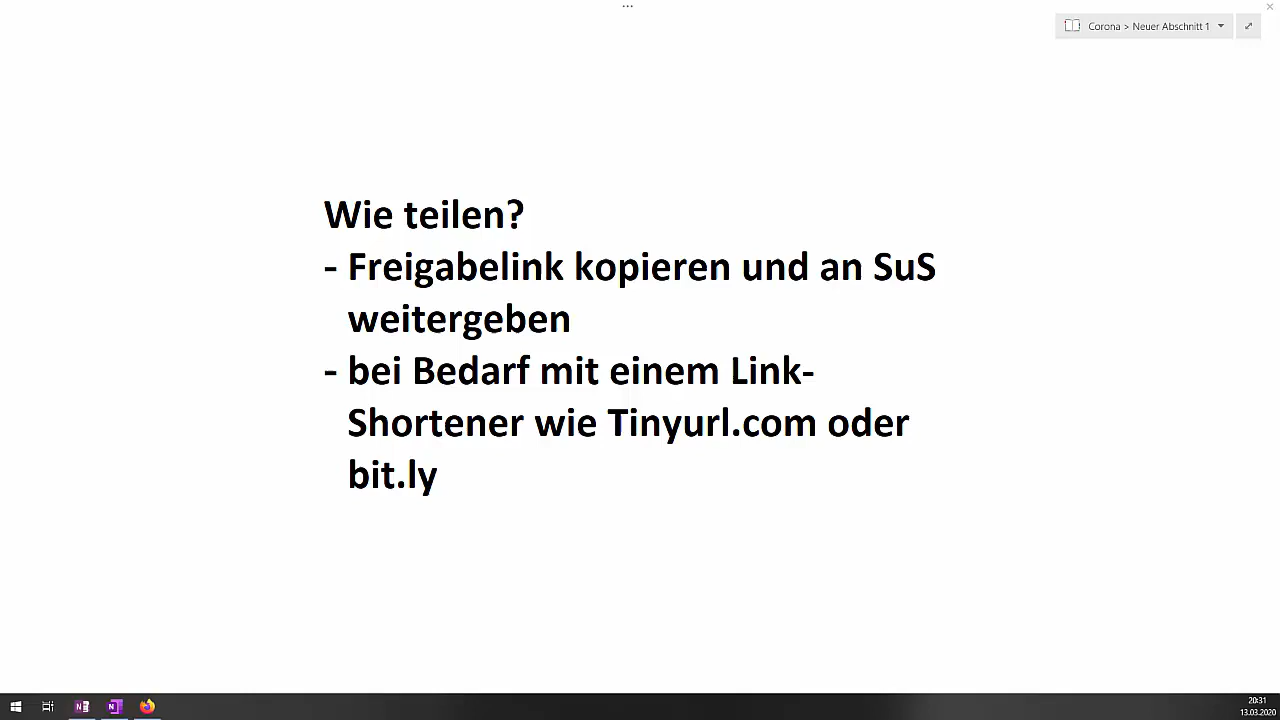 Corona > Neuer Abschnitt 1
Wie teilen?
- Freigabelink kopieren und an SuS
weitergeben
- bei Bedarf mit einem Link-
Shortener wie Tinyurl.com oder
bit.ly
20:31
13.03.2020